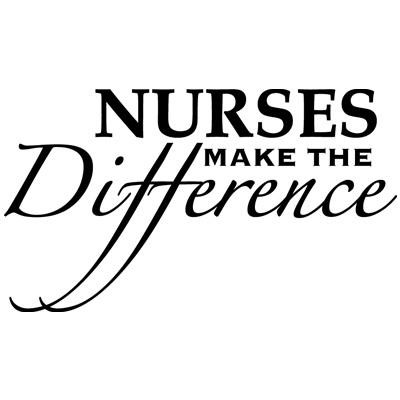 NURSES
MAKE THE
Difference